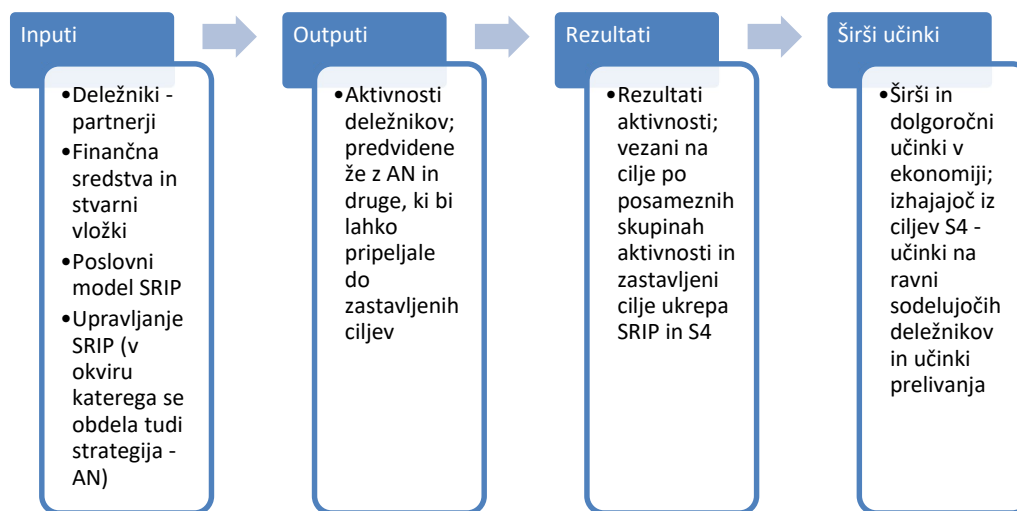 Inputi
•Deležniki -
partnerji
•Finančna
sredstva in
stvarni
vložki
•Poslovni
model SRIP
•Upravljanje
SRIP (v
okviru
katerega se
obdela tudi
strategija -
AN)
Outputi
•Aktivnosti
deležnikov;
predvidene
že z AN in
druge, ki bi
lahko
pripeljale
do
zastavljenih
ciljev
Rezultati
•Rezultati
aktivnosti;
vezani na
cilje po
posameznih
skupinah
aktivnosti in
zastavljeni
cilje ukrepa
SRIP in S4
Širši učinki
•Širši in
dolgoročni
učinki v
ekonomiji;
izhajajoč iz
ciljev S4 -
učinki na
ravni
sodelujočih
deležnikov
in učinki
prelivanja